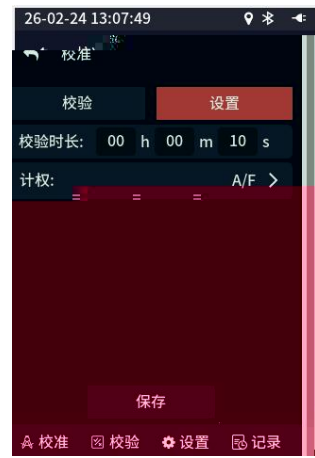 26-02-24 13:07:49
校准
校验 设置
校验时长: 00 h 00 m 10 s
计权: A/F >
保存
校准 校验 设置 记录